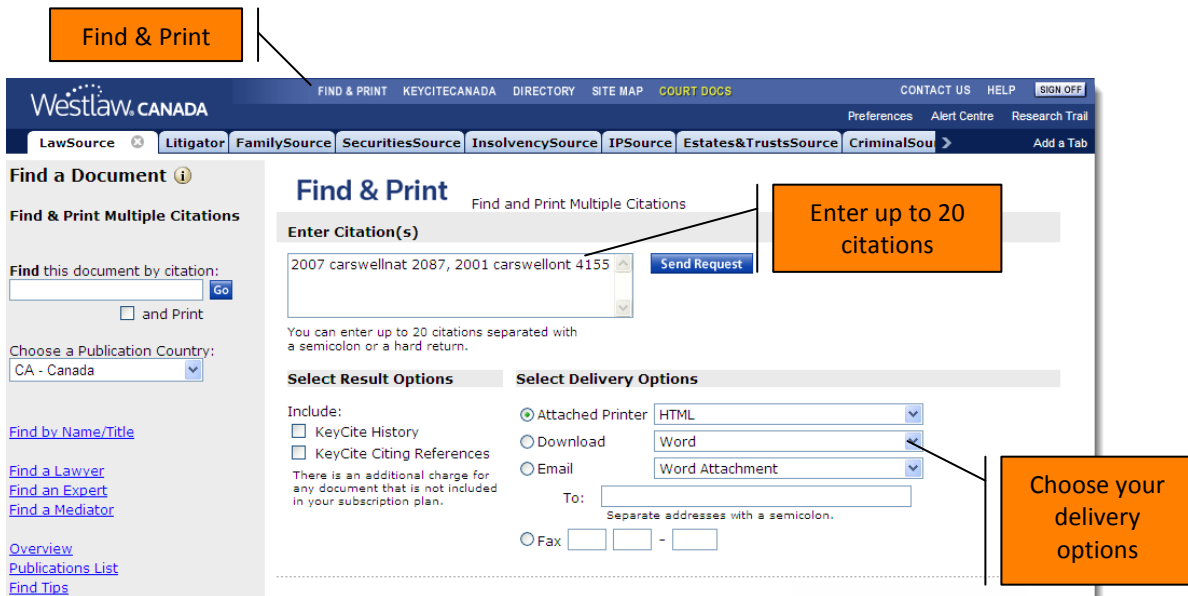 Find & Print
FIND & PRINT KEYCITECANADA DIRECTORY SITE MAP COURT DOCS CONTACT US HELP SIGN OFF
Westlaw. CANADA
Preferences Alert Centre Research Trail
LawSource Litigator FamilySource SecuritiesSource InsolvencySource IPSource Estates&TrustsSource CriminalSou Add a Tab
Find a Document
Find & Print Multiple Citations
Find this document by citation:
Go
and Print
Choose a Publication Country:
CA - Canada
Find by Name/Title
Find a Lawyer
Find an Expert
Find a Mediator
Overview
Publications List
Find Tips
Find & Print Find and Print Multiple Citations
Enter Citation(s)
2007 carswellnat 2087, 2001 carswellont 4155
Send Request
You can enter up to 20 citations separated with
a semicolon or a hard return.
Enter up to 20
citations
Select Result Options
Include:
KeyCite History
KeyCite Citing References
There is an additional charge for
any document that is not included
in your subscription plan.
Select Delivery Options
Attached Printer HTML
Download Word
Email Word Attachment
To:
Separate addresses with a semicolon.
Fax -
Choose your
delivery
options